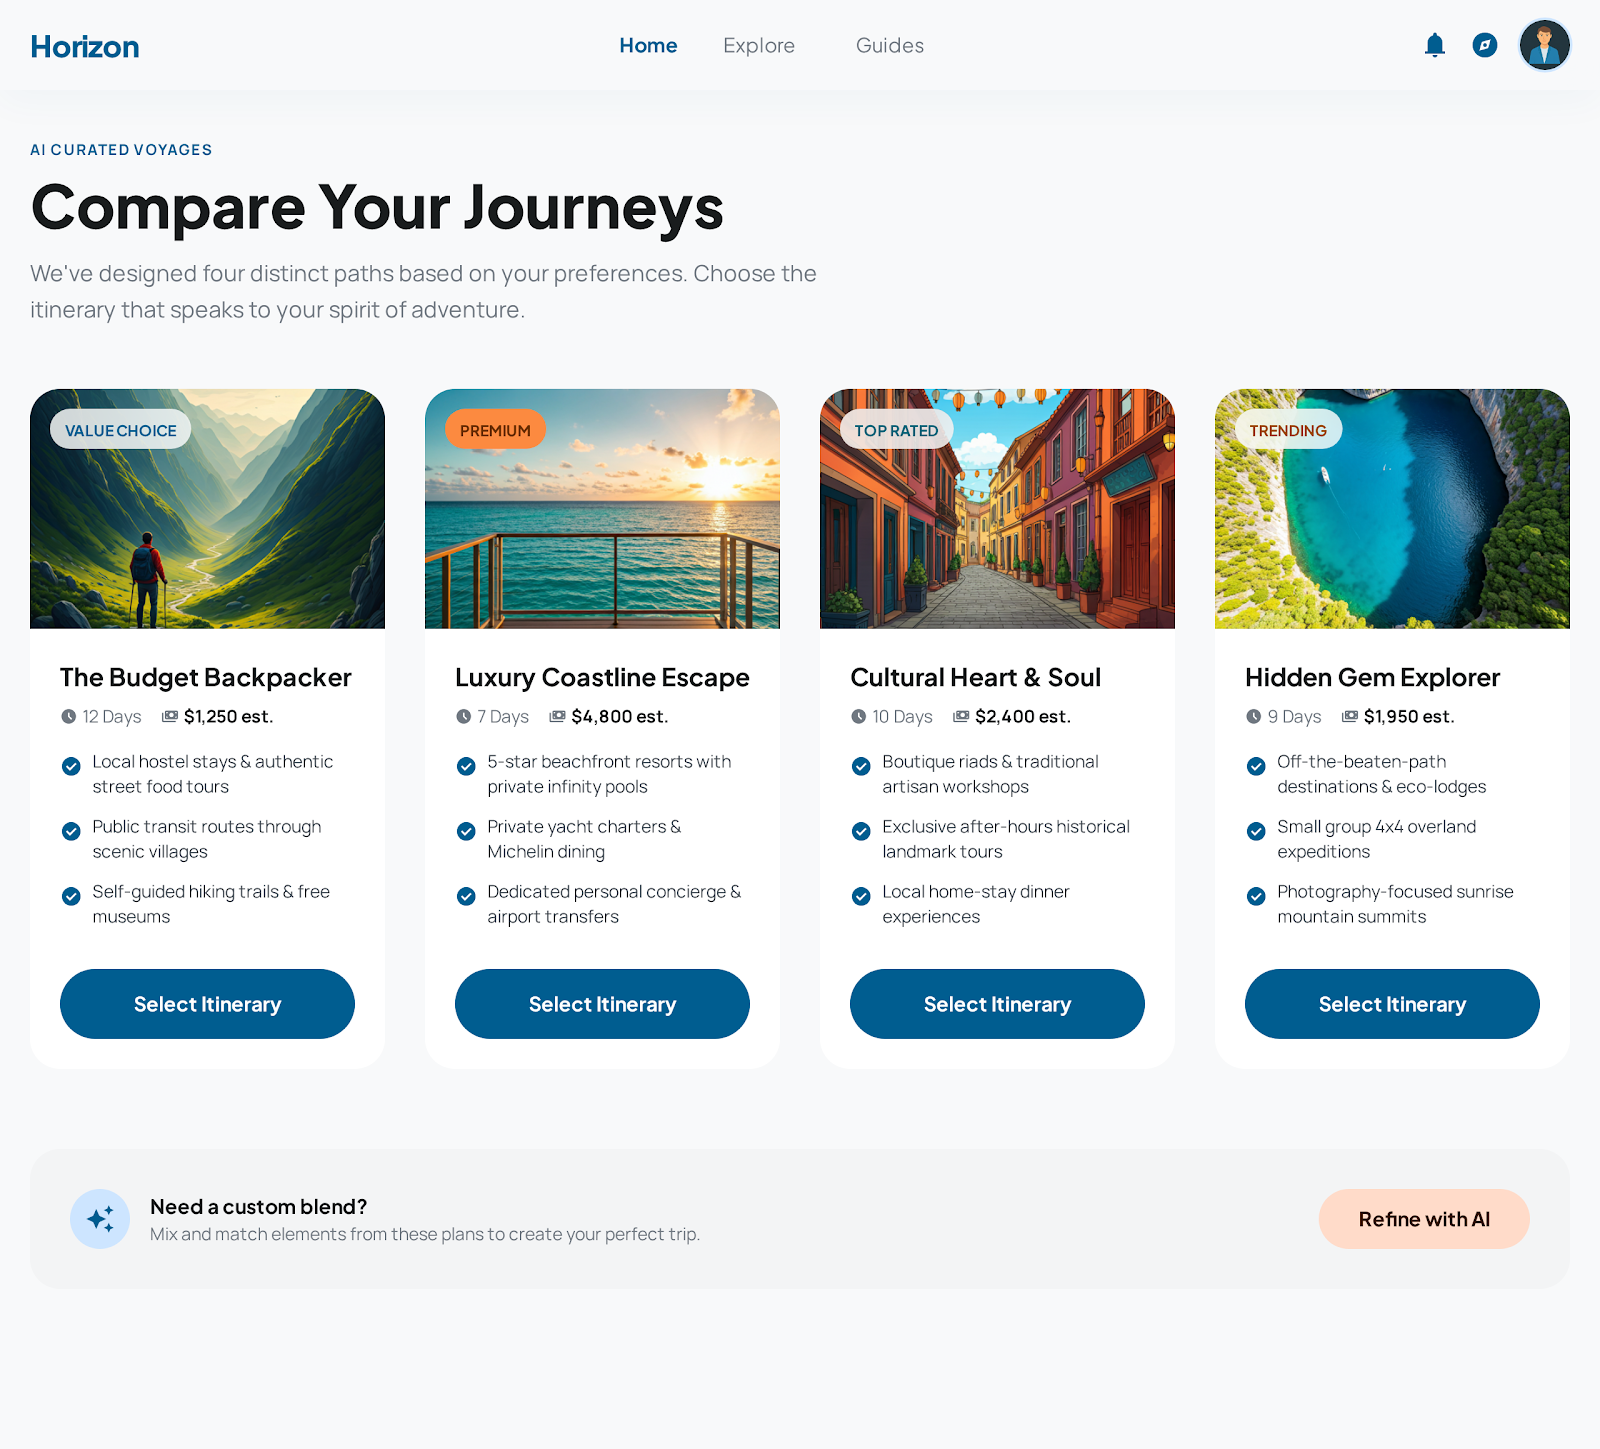 Horizon
Home Explore Guides
AI CURATED VOYAGES
Compare Your Journeys
We've designed four distinct paths based on your preferences. Choose the
itinerary that speaks to your spirit of adventure.
VALUE CHOICE
The Budget Backpacker
12 Days $1,250 est.
Local hostel stays & authentic
street food tours
Public transit routes through
scenic villages
Self-guided hiking trails & free
museums
Select Itinerary
PREMIUM
Luxury Coastline Escape
7 Days $4,800 est.
5-star beachfront resorts with
private infinity pools
Private yacht charters &
Michelin dining
Dedicated personal concierge &
airport transfers
Select Itinerary
TOP RATED
Cultural Heart & Soul
10 Days $2,400 est.
Boutique riads & traditional
artisan workshops
Exclusive after-hours historical
landmark tours
Local home-stay dinner
experiences
Select Itinerary
TRENDING
Hidden Gem Explorer
9 Days $1,950 est.
Off-the-beaten-path
destinations & eco-lodges
Small group 4x4 overland
expeditions
Photography-focused sunrise
mountain summits
Select Itinerary
Need a custom blend?
Mix and match elements from these plans to create your perfect trip.
Refine with AI